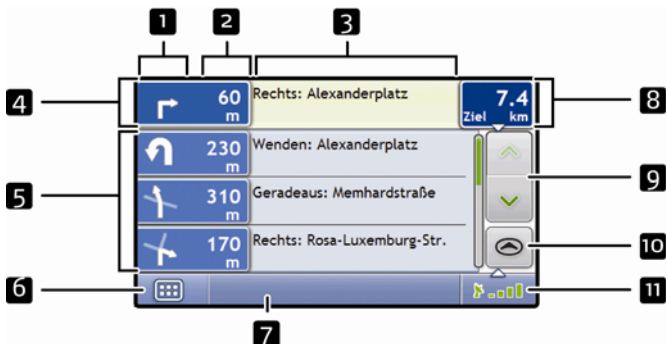 1 2 3
4 60 m Rechts: Alexanderplatz 7.4 Ziel km 8
5 230 m Wenden: Alexanderplatz
310 m Geradeaus: Memhardstraße 9
170 m Rechts: Rosa-Luxemburg-Str. 10
6 11
7